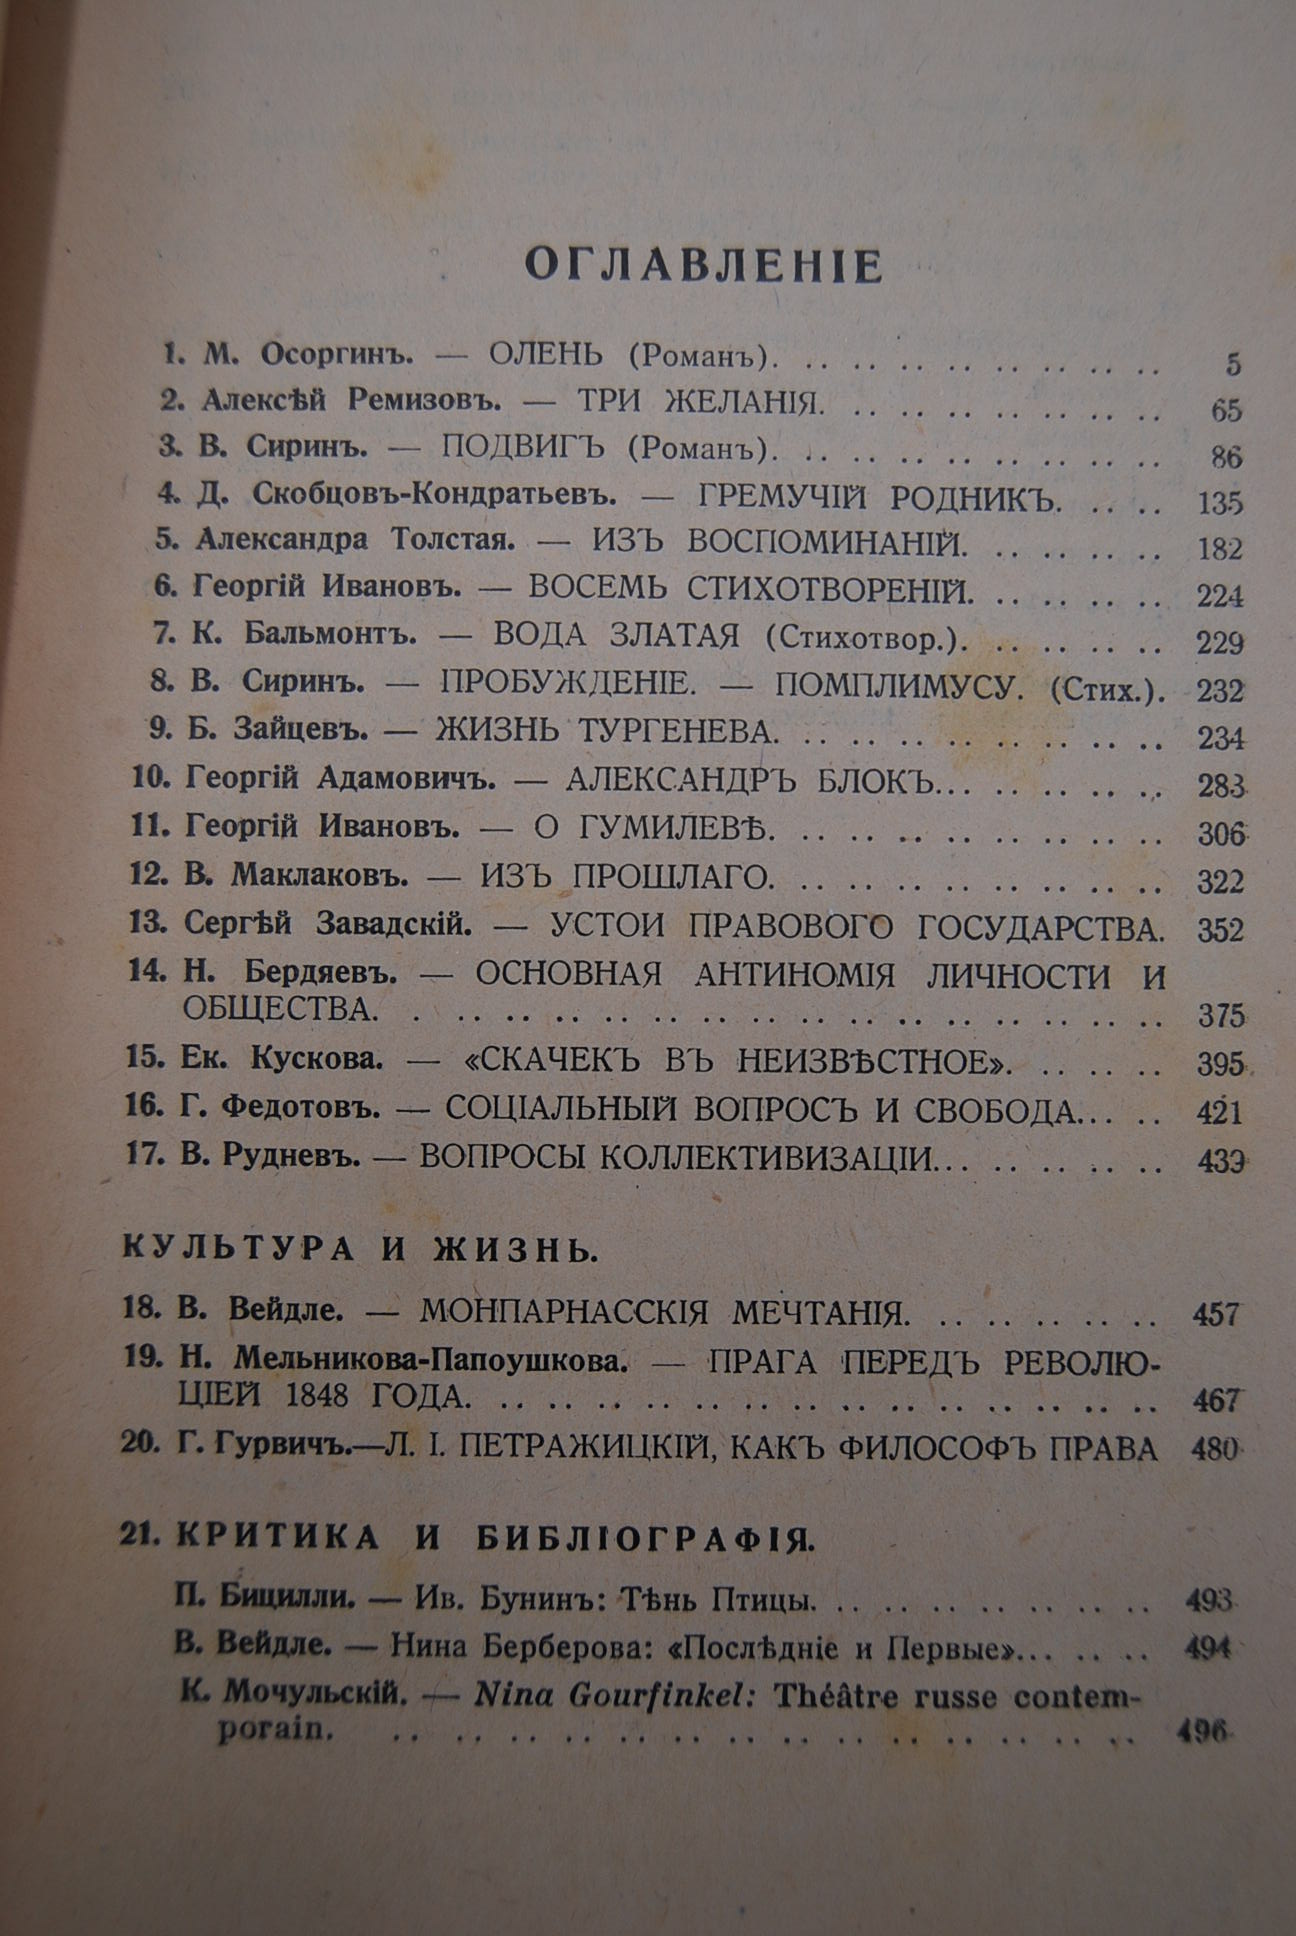 ОГЛАВЛЕНІЕ
1. М. Осоргинъ. — ОЛЕНЬ (Романъ). .. .. .. .. .. .. .. .. 5
2. Алексѣй Ремизовъ. — ТРИ ЖЕЛАНІЯ. .. .. .. .. .. .. .. 65
3. В. Сиринъ. — ПОДВИГЪ (Романъ). .. .. .. .. .. .. .. .. 86
4. Д. Скобцовъ-Кондратьевъ. — ГРЕМУЧІЙ РОДНИКЪ. .. .. 135
5. Александра Толстая. — ИЗЪ ВОСПОМИНАНІЙ. .. .. .. .. 182
6. Георгій Ивановъ. — ВОСЕМЬ СТИХОТВОРЕНІЙ. .. .. .. .. 224
7. К. Бальмонтъ. — ВОДА ЗЛАТАЯ (Стихотвор.). .. .. .. .. 229
8. В. Сиринъ. — ПРОБУЖДЕНІЕ. — ПОМПЛИМУСУ. (Стих.). 232
9. Б. Зайцевъ. — ЖИЗНЬ ТУРГЕНЕВА. .. .. .. .. .. .. .. .. 234
10. Георгій Адамовичъ. — АЛЕКСАНДРЪ БЛОКЪ... .. .. .. .. 283
11. Георгій Ивановъ. — О ГУМИЛЕВѢ. .. .. .. .. .. .. .. .. 306
12. В. Маклаковъ. — ИЗЪ ПРОШЛАГО. .. .. .. .. .. .. .. .. 322
13. Сергѣй Завадскій. — УСТОИ ПРАВОВОГО ГОСУДАРСТВА. 352
14. Н. Бердяевъ. — ОСНОВНАЯ АНТИНОМІЯ ЛИЧНОСТИ И
ОБЩЕСТВА. . .. .. .. .. .. .. .. .. .. .. .. .. .. .. .. 375
15. Ек. Кускова. — «СКАЧЕКЪ ВЪ НЕИЗВѢСТНОЕ». .. .. .. 395
16. Г. Федотовъ. — СОЦІАЛЬНЫЙ ВОПРОСЪ И СВОБОДА... .. 421
17. В. Рудневъ. — ВОПРОСЫ КОЛЛЕКТИВИЗАЦІИ... .. .. .. .. 439
КУЛЬТУРА И ЖИЗНЬ.
18. В. Вейдле. — МОНПАРНАССКІЯ МЕЧТАНІЯ. .. .. .. .. .. 457
19. Н. Мельникова-Папоушкова. — ПРАГА ПЕРЕДЪ РЕВОЛЮ-
ЦІЕЙ 1848 ГОДА. .. .. .. .. .. .. .. .. .. .. .. .. .. .. 467
20. Г. Гурвичъ.—Л. І. ПЕТРАЖИЦКІЙ, КАКЪ ФИЛОСОФЪ ПРАВА 480
21. КРИТИКА И БИБЛІОГРАФІЯ.
П. Бицилли. — Ив. Бунинъ: Тѣнь Птицы. .. .. .. .. .. .. .. 493
В. Вейдле. — Нина Берберова: «Послѣдніе и Первые»... .. .. 494
К. Мочульскій. — Nina Gourfinkel: Théâtre russe contem-
porain. .. .. .. .. .. .. .. .. .. .. .. .. .. .. 496